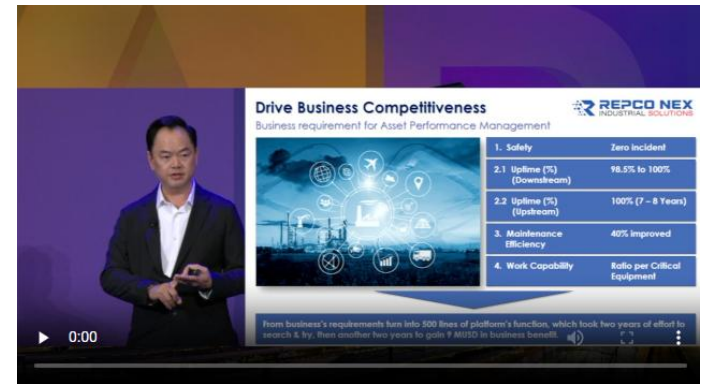 Drive Business Competitiveness
REPCO NEX
INDUSTRIAL SOLUTIONS
Business requirement for Asset Performance Management
1. Safety Zero incident
2.1 Uptime (%) 98.5% to 100%
(Downstream)
2.2 Uptime (%) 100% (7 – 8 Years)
(Upstream)
3. Maintenance 40% improved
Efficiency
4. Work Capability Ratio per Critical
Equipment
From business's requirements turn into 500 lines of platform's function, which took two years of effort to
search & try, then another two years to gain 9 MUSD in business benefit.
0:00